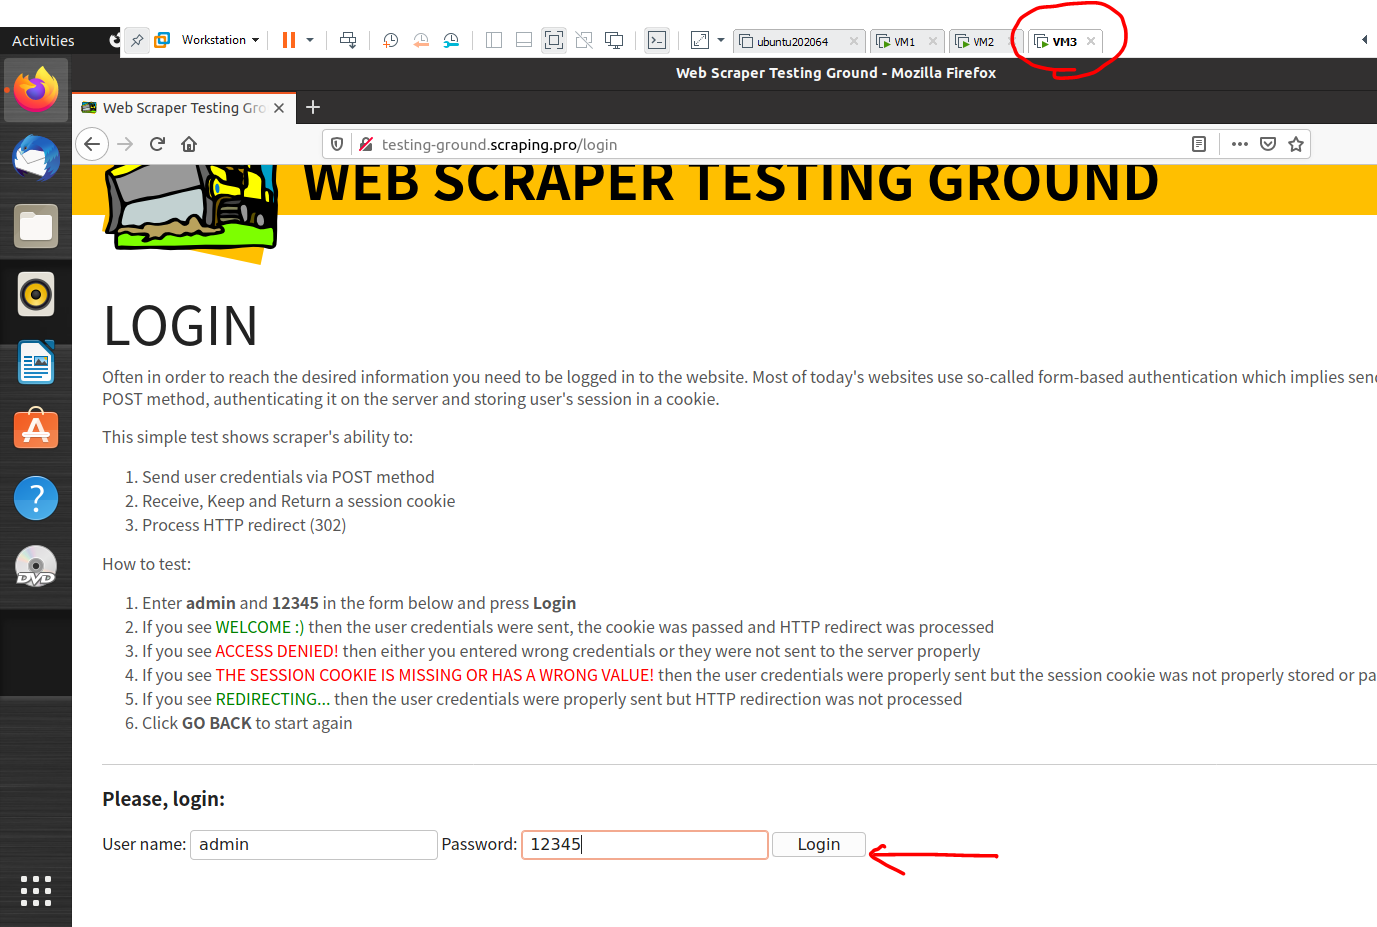 Activities
Workstation
ubuntu202064
VM1
VM2
VM3
Web Scraper Testing Ground - Mozilla Firefox
Web Scraper Testing Gro
testing-ground.scraping.pro/login
WEB SCRAPER TESTING GROUND
LOGIN
Often in order to reach the desired information you need to be logged in to the website. Most of today's websites use so-called form-based authentication which implies send
POST method, authenticating it on the server and storing user's session in a cookie.
This simple test shows scraper's ability to:
1. Send user credentials via POST method
2. Receive, Keep and Return a session cookie
3. Process HTTP redirect (302)
How to test:
1. Enter admin and 12345 in the form below and press Login
2. If you see WELCOME :) then the user credentials were sent, the cookie was passed and HTTP redirect was processed
3. If you see ACCESS DENIED! then either you entered wrong credentials or they were not sent to the server properly
4. If you see THE SESSION COOKIE IS MISSING OR HAS A WRONG VALUE! then the user credentials were properly sent but the session cookie was not properly stored or pa
5. If you see REDIRECTING... then the user credentials were properly sent but HTTP redirection was not processed
6. Click GO BACK to start again
Please, login:
User name: admin Password: 12345 Login
DVD